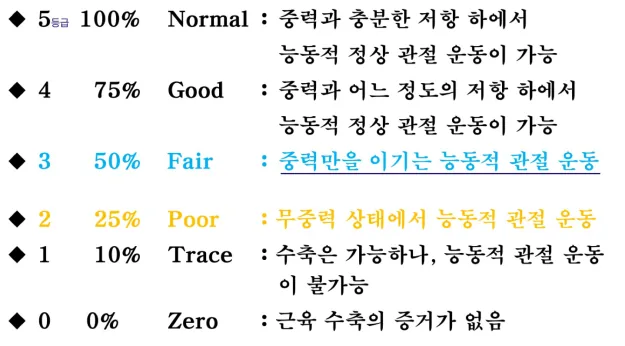 ◆ 5등급 100% Normal : 중력과 충분한 저항 하에서
능동적 정상 관절 운동이 가능
◆ 4 75% Good : 중력과 어느 정도의 저항 하에서
능동적 정상 관절 운동이 가능
◆ 3 50% Fair : 중력만을 이기는 능동적 관절 운동
◆ 2 25% Poor : 무중력 상태에서 능동적 관절 운동
◆ 1 10% Trace : 수축은 가능하나, 능동적 관절 운동
이 불가능
◆ 0 0% Zero : 근육 수축의 증거가 없음